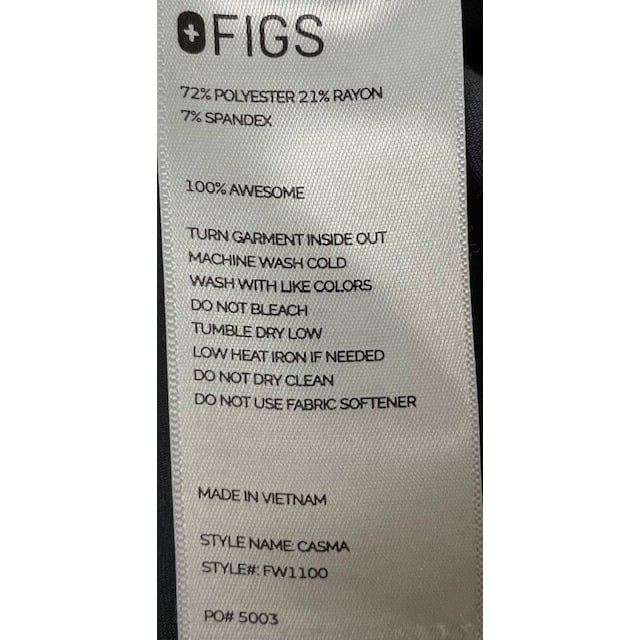 FIGS
72% POLYESTER 21% RAYON
7% SPANDEX
100% AWESOME
TURN GARMENT INSIDE OUT
MACHINE WASH COLD
WASH WITH LIKE COLORS
DO NOT BLEACH
TUMBLE DRY LOW
LOW HEAT IRON IF NEEDED
DO NOT DRY CLEAN
DO NOT USE FABRIC SOFTENER
MADE IN VIETNAM
STYLE NAME: CASMA
STYLE#: FW1100
PO# 5003